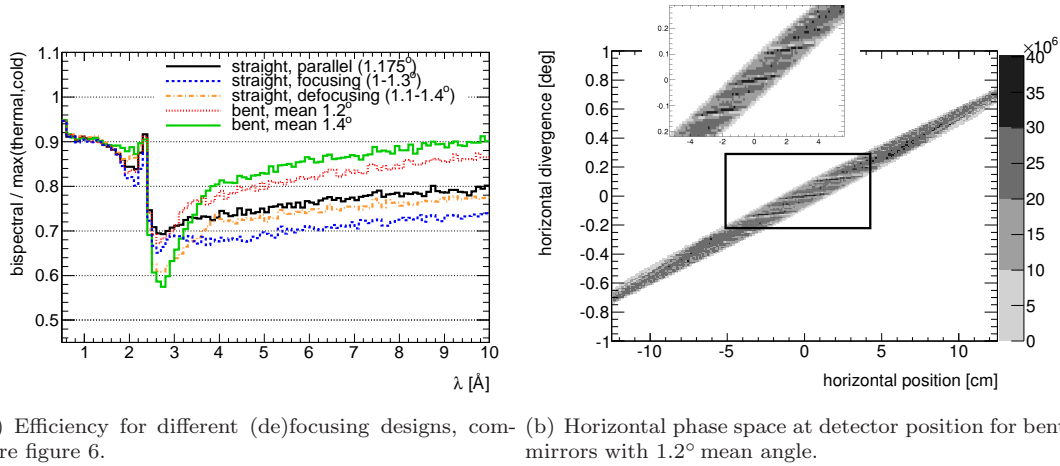 bispectral / max(thermal,cold)
1.1
1
0.9
0.8
0.7
0.6
0.5
straight, parallel (1.175°)
straight, focusing (1-1.3°)
straight, defocusing (1.1-1.4°)
bent, mean 1.2°
bent, mean 1.4°
1 2 3 4 5 6 7 8 9 10
λ [Å]
horizontal divergence [deg]
1
0.8
0.6
0.4
0.2
0
-0.2
-0.4
-0.6
-0.8
-1
0.2
0.1
0
-0.1
-0.2
-4 -2 0 2 4
-10 -5 0 5 10
horizontal position [cm]
×10⁶
40
35
30
25
20
15
10
5
0
) Efficiency for different (de)focusing designs, com-
re figure 6.
(b) Horizontal phase space at detector position for bent
mirrors with 1.2° mean angle.